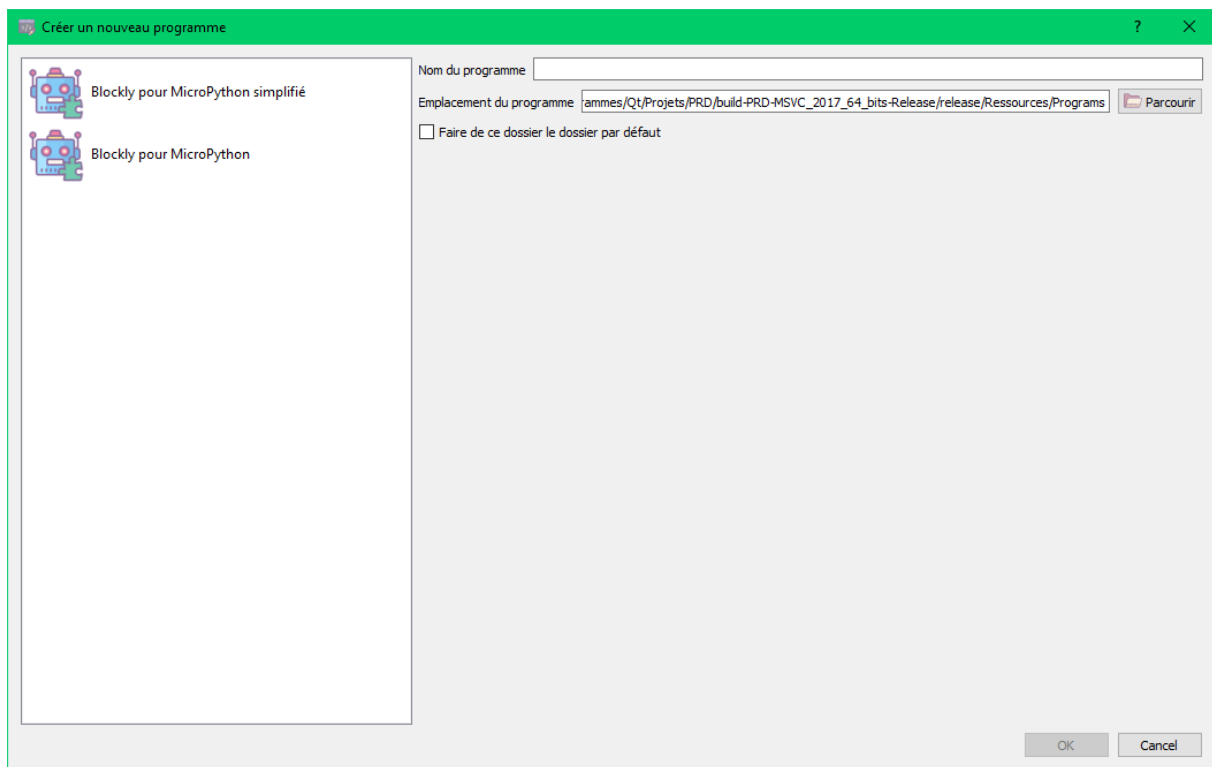 Créer un nouveau programme
?
Blockly pour MicroPython simplifié
Blockly pour MicroPython
Nom du programme
Emplacement du programme rammes/Qt/Projets/PRD/build-PRD-MSVC_2017_64_bits-Release/release/Ressources/Programs Parcourir
Faire de ce dossier le dossier par défaut
OK Cancel